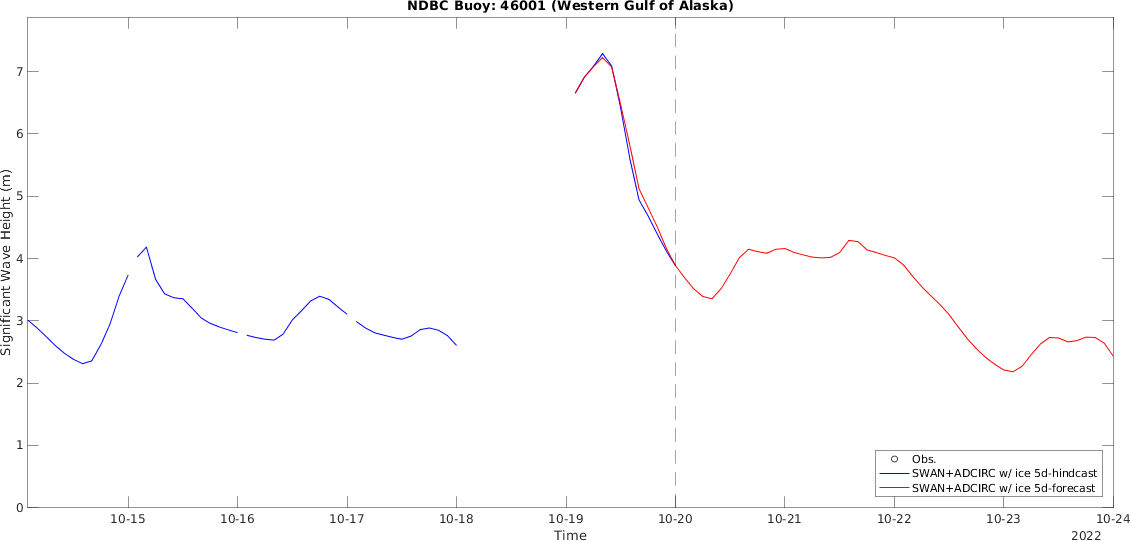 NDBC Buoy: 46001 (Western Gulf of Alaska)
Significant Wave Height (m)
7
6
5
4
3
2
1
0
10-15 10-16 10-17 10-18 10-19 10-20 10-21 10-22 10-23 10-24
Time
2022
Obs.
SWAN+ADCIRC w/ ice 5d-hindcast
SWAN+ADCIRC w/ ice 5d-forecast